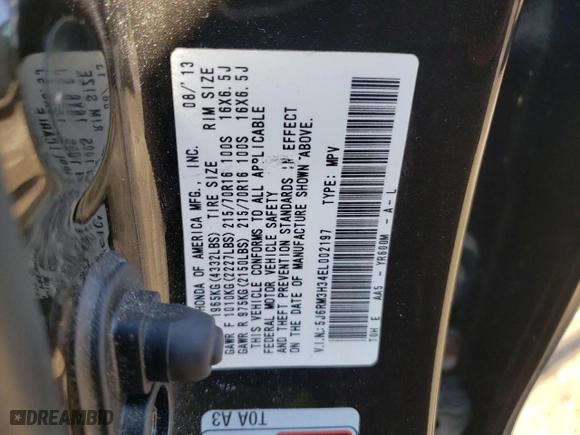 HONDA OF AMERICA MFG., INC. 08/'13
1965KG(4332LBS) TIRE SIZE RIM SIZE
GAWR F 1010KG(2227LBS) 215/70R16 100S 16X6.5J
GAWR R 975KG(2150LBS) 215/70R16 100S 16X6.5J
THIS VEHICLE CONFORMS TO ALL APPLICABLE
FEDERAL MOTOR VEHICLE SAFETY
AND THEFT PREVENTION STANDARDS IN EFFECT
ON THE DATE OF MANUFACTURE SHOWN ABOVE.
V.I.N: 5J6RM3H34EL002197 TYPE: MPV
TOH E AA5 - YR600M - A - L
TOA A3
DREAMBID